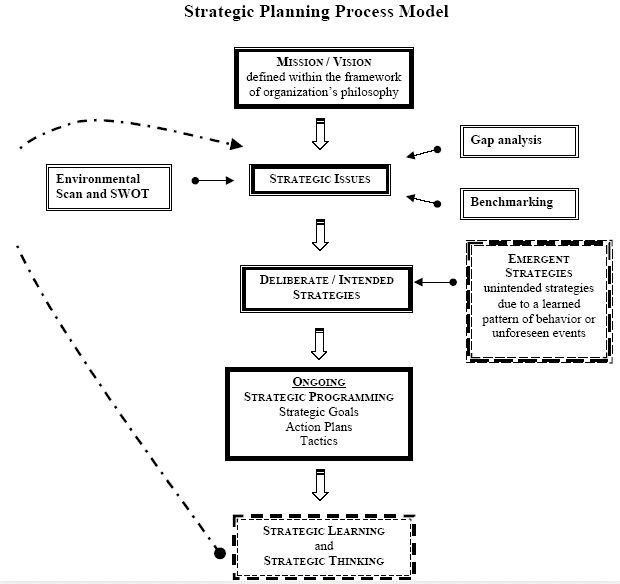 Strategic Planning Process Model
MISSION / VISION
defined within the framework
of organization's philosophy
Gap analysis
Environmental
Scan and SWOT
STRATEGIC ISSUES
Benchmarking
DELIBERATE / INTENDED
STRATEGIES
EMERGENT
STRATEGIES
unintended strategies
due to a learned
pattern of behavior or
unforeseen events
ONGOING
STRATEGIC PROGRAMMING
Strategic Goals
Action Plans
Tactics
STRATEGIC LEARNING
and
STRATEGIC THINKING